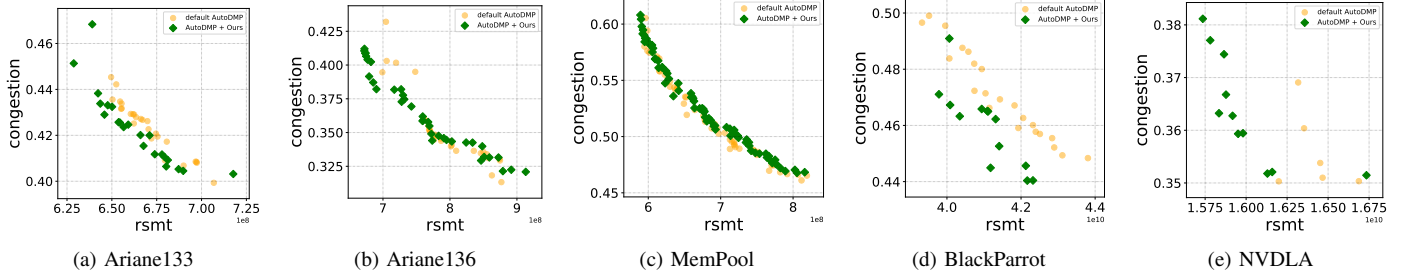 default AutoDMP
AutoDMP + Ours
congestion
0.46
0.44
0.42
0.40
6.25
6.50
6.75
7.00
7.25
1e8
rsmt
(a) Ariane133
default AutoDMP
AutoDMP + Ours
congestion
0.425
0.400
0.375
0.350
0.325
7
8
9
1e8
rsmt
(b) Ariane136
default AutoDMP
AutoDMP + Ours
congestion
0.60
0.55
0.50
0.45
6
7
8
1e8
rsmt
(c) MemPool
default AutoDMP
AutoDMP + Ours
congestion
0.50
0.48
0.46
0.44
4.0
4.2
4.4
1e10
rsmt
(d) BlackParrot
default AutoDMP
AutoDMP + Ours
congestion
0.38
0.37
0.36
0.35
1.575
1.600
1.625
1.650
1.675
1e10
rsmt
(e) NVDLA